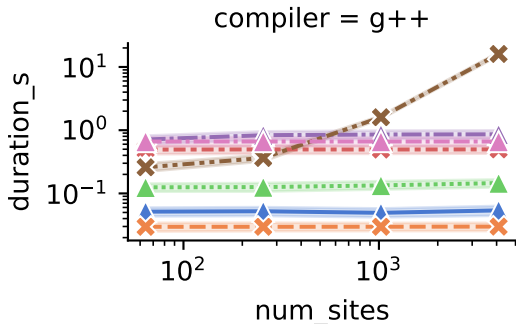 compiler = g++
duration_s
10¹
10⁰
10⁻¹
10²
10³
num_sites